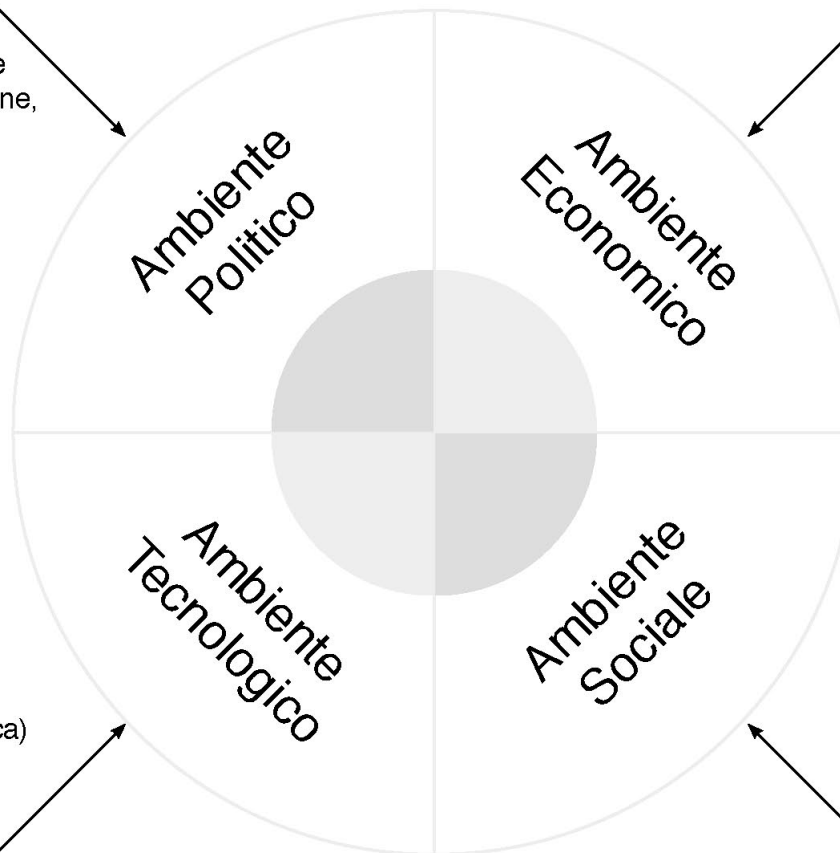 Ambiente
Politico
Ambiente
Economico
Ambiente
Tecnologico
Ambiente
Sociale